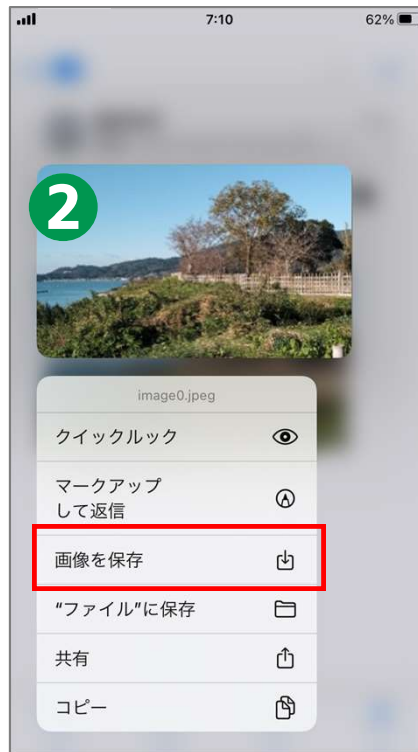 7:10
62%
2
image0.jpeg
クイックルック
マークアップ
して返信
画像を保存
“ファイル”に保存
共有
コピー